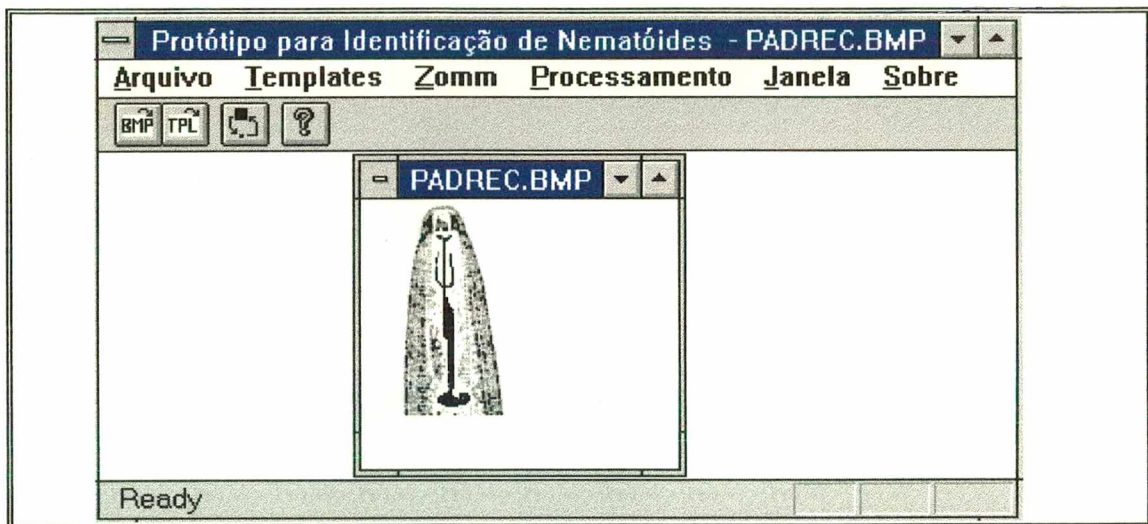 Protótipo para Identificação de Nematóides - PADREC.BMP
Arquivo Templates Zomm Processamento Janela Sobre
BMP TPL ?
PADREC.BMP
Ready